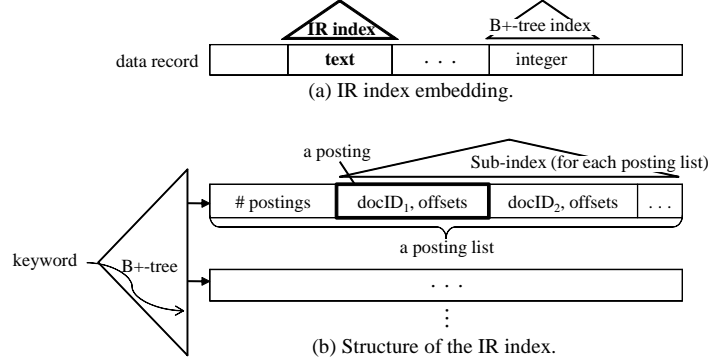 IR index
B+-tree index
data record
text
. . .
integer
(a) IR index embedding.
a posting
Sub-index (for each posting list)
# postings
docID₁, offsets
docID₂, offsets
. . .
a posting list
keyword
B+-tree
. . .
⋮
(b) Structure of the IR index.